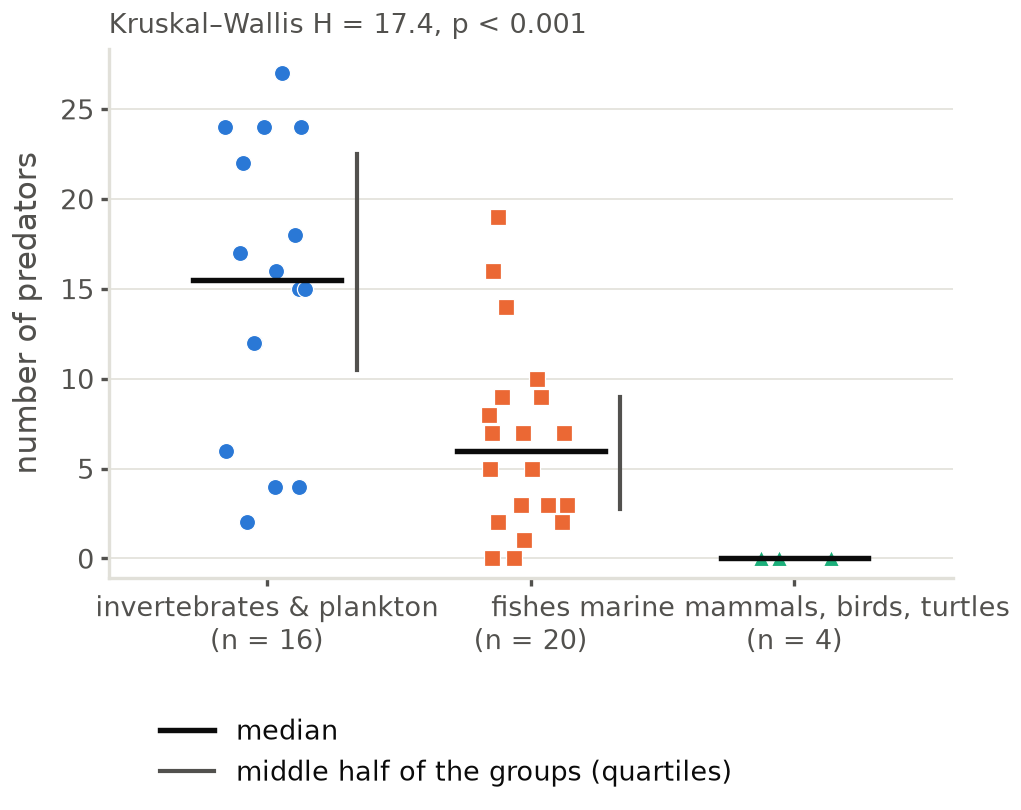 Kruskal–Wallis H = 17.4, p < 0.001
number of predators
25
20
15
10
5
0
invertebrates & plankton
(n = 16)
fishes
(n = 20)
marine mammals, birds, turtles
(n = 4)
median
middle half of the groups (quartiles)